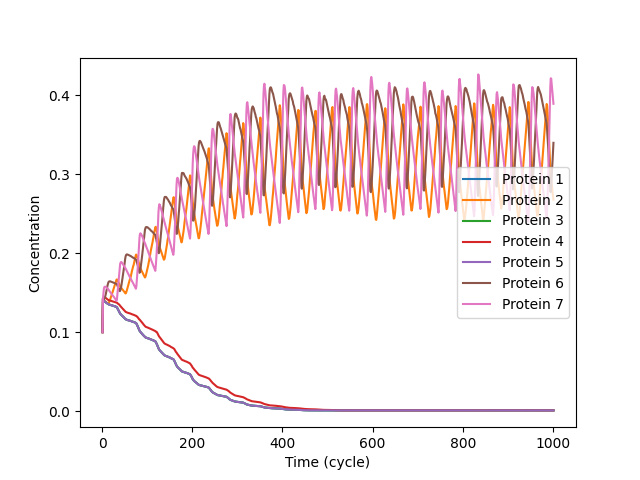 0.4
0.3
0.2
0.1
0.0
Concentration
0
200
400
600
800
1000
Time (cycle)
Protein 1
Protein 2
Protein 3
Protein 4
Protein 5
Protein 6
Protein 7